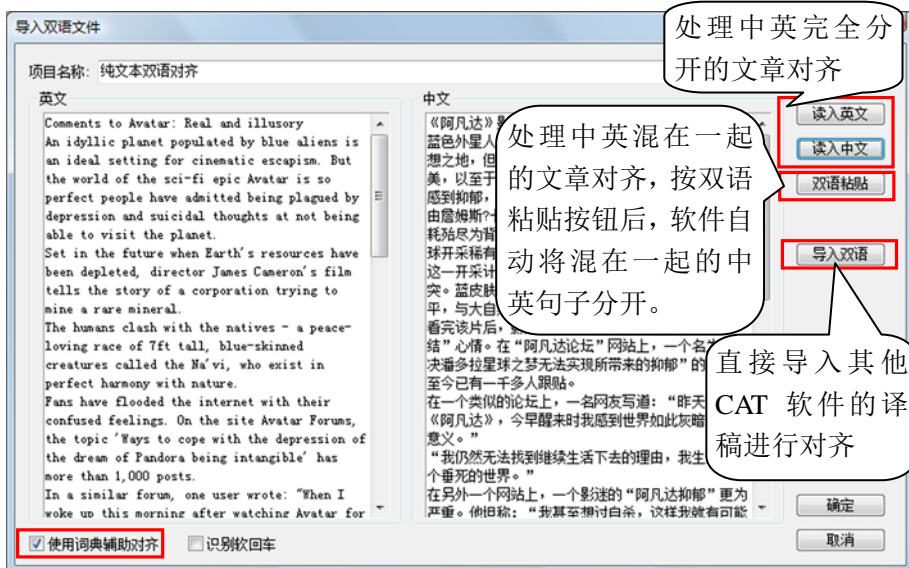 导入双语文件
处理中英完全分
开的文章对齐
项目名称: 纯文本双语对齐
英文
Comments to Avatar: Real and illusory
An idyllic planet populated by blue aliens is
an ideal setting for cinematic escapism. But
the world of the sci-fi epic Avatar is so
perfect people have admitted being plagued by
depression and suicidal thoughts at not being
able to visit the planet.
Set in the future when Earth's resources have
been depleted, director James Cameron's film
tells the story of a corporation trying to
mine a rare mineral.
The humans clash with the natives - a peace-
loving race of 7ft tall, blue-skinned
creatures called the Na'vi, who exist in
perfect harmony with nature.
Fans have flooded the internet with their
confused feelings. On the site Avatar Forums,
the topic 'Ways to cope with the depression of
the dream of Pandora being intangible' has
more than 1,000 posts.
In a similar forum, one user wrote: "When I
woke up this morning after watching Avatar for
中文
《阿凡达》
蓝色外星人
想之地，但
美，以至于
感到抑郁，
由詹姆斯?
耗殆尽为背
球开采稀有
这一开采计
突。蓝皮肤
平，与大自
看完该片后，
结”心情。在“阿凡达论坛”网站上，一个名为
决潘多拉星球之梦无法实现所带来的抑郁”的
至今已有一千多人跟贴。
在一个类似的论坛上，一名网友写道：“昨天
《阿凡达》，今早醒来时我感到世界如此灰暗
意义。”
“我仍然无法找到继续生活下去的理由，我生
个垂死的世界。”
在另外一个网站上，一个影迷的“阿凡达抑郁”更为
严重。他坦称：“我甚至想过自杀，这样我就有可能
处理中英混在一起
的文章对齐，按双语
粘贴按钮后，软件自
动将混在一起的中
英句子分开。
读入英文
读入中文
双语粘贴
导入双语
直接导入其他
CAT 软件的译
稿进行对齐
确定
取消
使用词典辅助对齐
识别软回车